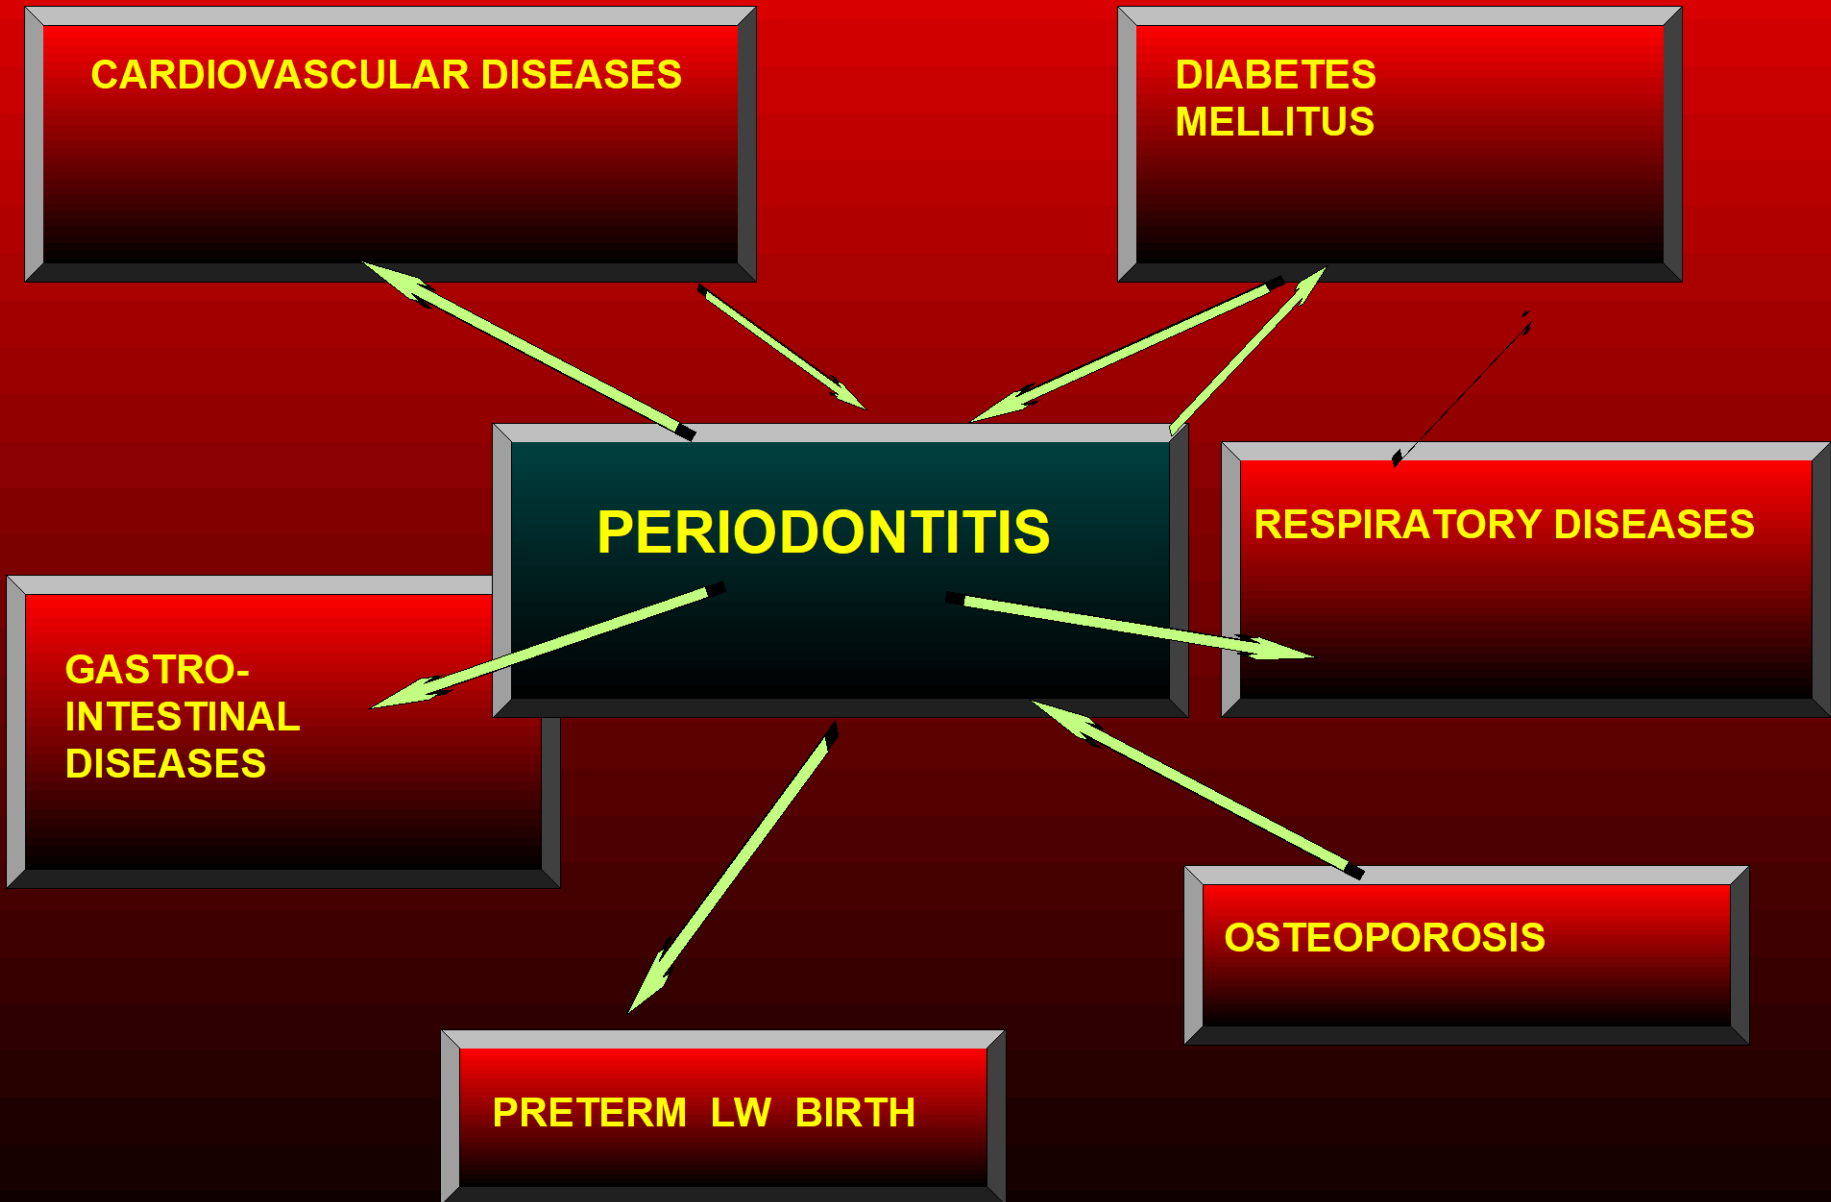 CARDIOVASCULAR DISEASES
DIABETES
MELLITUS
PERIODONTITIS
RESPIRATORY DISEASES
GASTRO-
INTESTINAL
DISEASES
OSTEOPOROSIS
PRETERM LW BIRTH